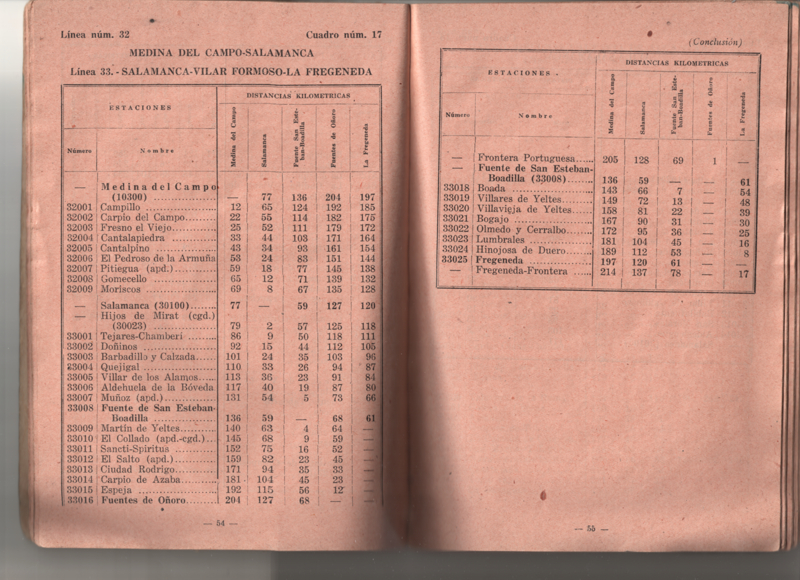 Línea núm. 32 Cuadro núm. 17
MEDINA DEL CAMPO-SALAMANCA
Línea 33.-SALAMANCA-VILAR FORMOSO-LA FREGENEDA
ESTACIONES DISTANCIAS KILOMETRICAS
Número Nombre Medina del Campo Salamanca Fuente San Esteban-Boadilla Fuentes de Oñoro La Fregeneda
— Medina del Campo
(10300) — 77 136 204 197
32001 Campillo 12 65 124 192 185
32002 Carpio del Campo 22 55 114 182 175
32003 Fresno el Viejo 25 52 111 179 172
32004 Cantalapiedra 33 44 103 171 164
32005 Cantalpino 43 34 93 161 154
32006 El Pedroso de la Armuña 53 24 83 151 144
32007 Pitiegua (apd.) 59 18 77 145 138
32008 Gomecello 65 12 71 139 132
32009 Moriscos 69 8 67 135 128
— Salamanca (30100) 77 — 59 127 120
— Hijos de Mirat (cgd.)
(30023) 79 2 57 125 118
33001 Tejares-Chamberí 86 9 50 118 111
33002 Doñinos 92 15 44 112 105
33003 Barbadillo y Calzada 101 24 35 103 96
33004 Quejigal 110 33 26 94 87
33005 Villar de los Alamos 113 36 23 91 84
33006 Aldehuela de la Bóveda 117 40 19 87 80
33007 Muñoz (apd.) 131 54 5 73 66
33008 Fuente de San Esteban-
Boadilla 136 59 — 68 61
33009 Martín de Yeltes 140 63 4 64 —
33010 El Collado (apd.-cgd.) 145 68 9 59 —
33011 Sancti-Spíritus 152 75 16 52 —
33012 El Salto (apd.) 159 82 23 45 —
33013 Ciudad Rodrigo 171 94 35 33 —
33014 Carpio de Azaba 181 104 45 23 —
33015 Espeja 192 115 56 12 —
33016 Fuentes de Oñoro 204 127 68 — —
— 54 —
(Conclusión)
ESTACIONES DISTANCIAS KILOMETRICAS
Número Nombre Medina del Campo Salamanca Fuente San Esteban-Boadilla Fuentes de Oñoro La Fregeneda
— Frontera Portuguesa 205 128 69 1 —
— Fuente de San Esteban-
Boadilla (33008) 136 59 — — 61
33018 Boada 143 66 7 — 54
33019 Villares de Yeltes 149 72 13 — 48
33020 Villavieja de Yeltes 158 81 22 — 39
33021 Bogajo 167 90 31 — 30
33022 Olmedo y Cerralbo 172 95 36 — 25
33023 Lumbrales 181 104 45 — 16
33024 Hinojosa de Duero 189 112 53 — 8
33025 Fregeneda 197 120 61 — —
— Fregeneda-Frontera 214 137 78 — 17
— 55 —